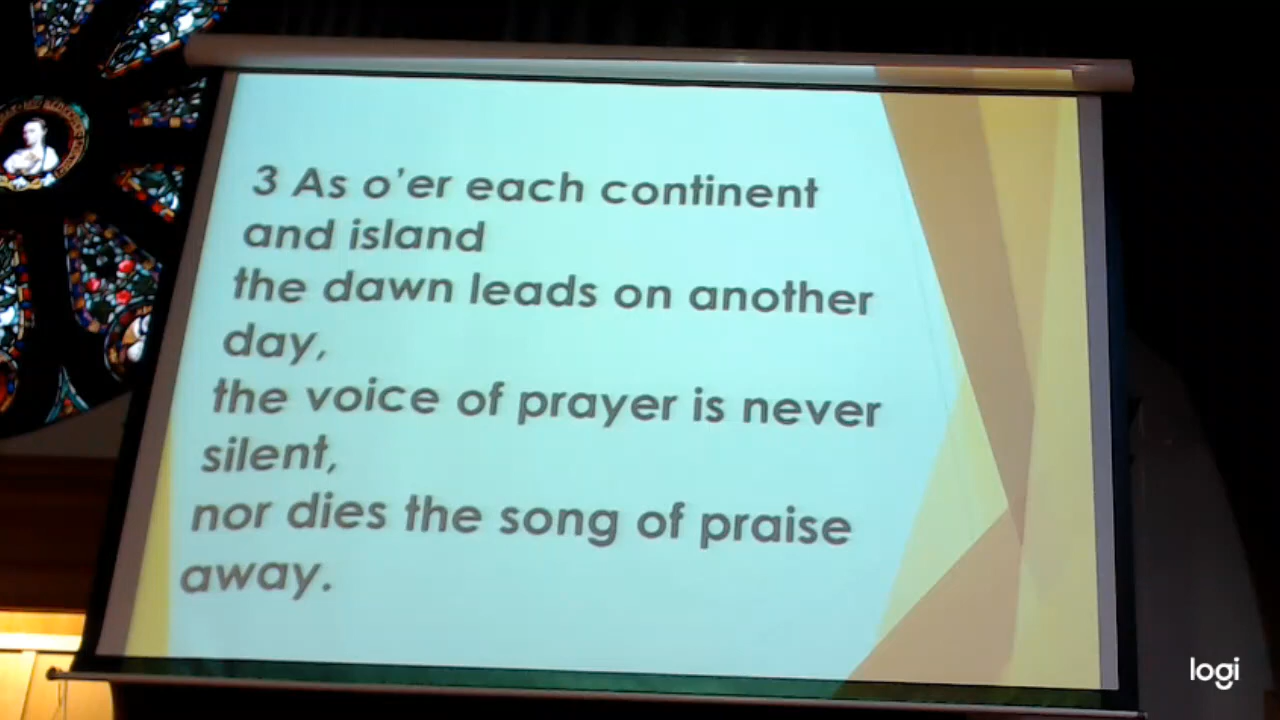 3 As o'er each continent
and island
the dawn leads on another
day,
the voice of prayer is never
silent,
nor dies the song of praise
away.
logi